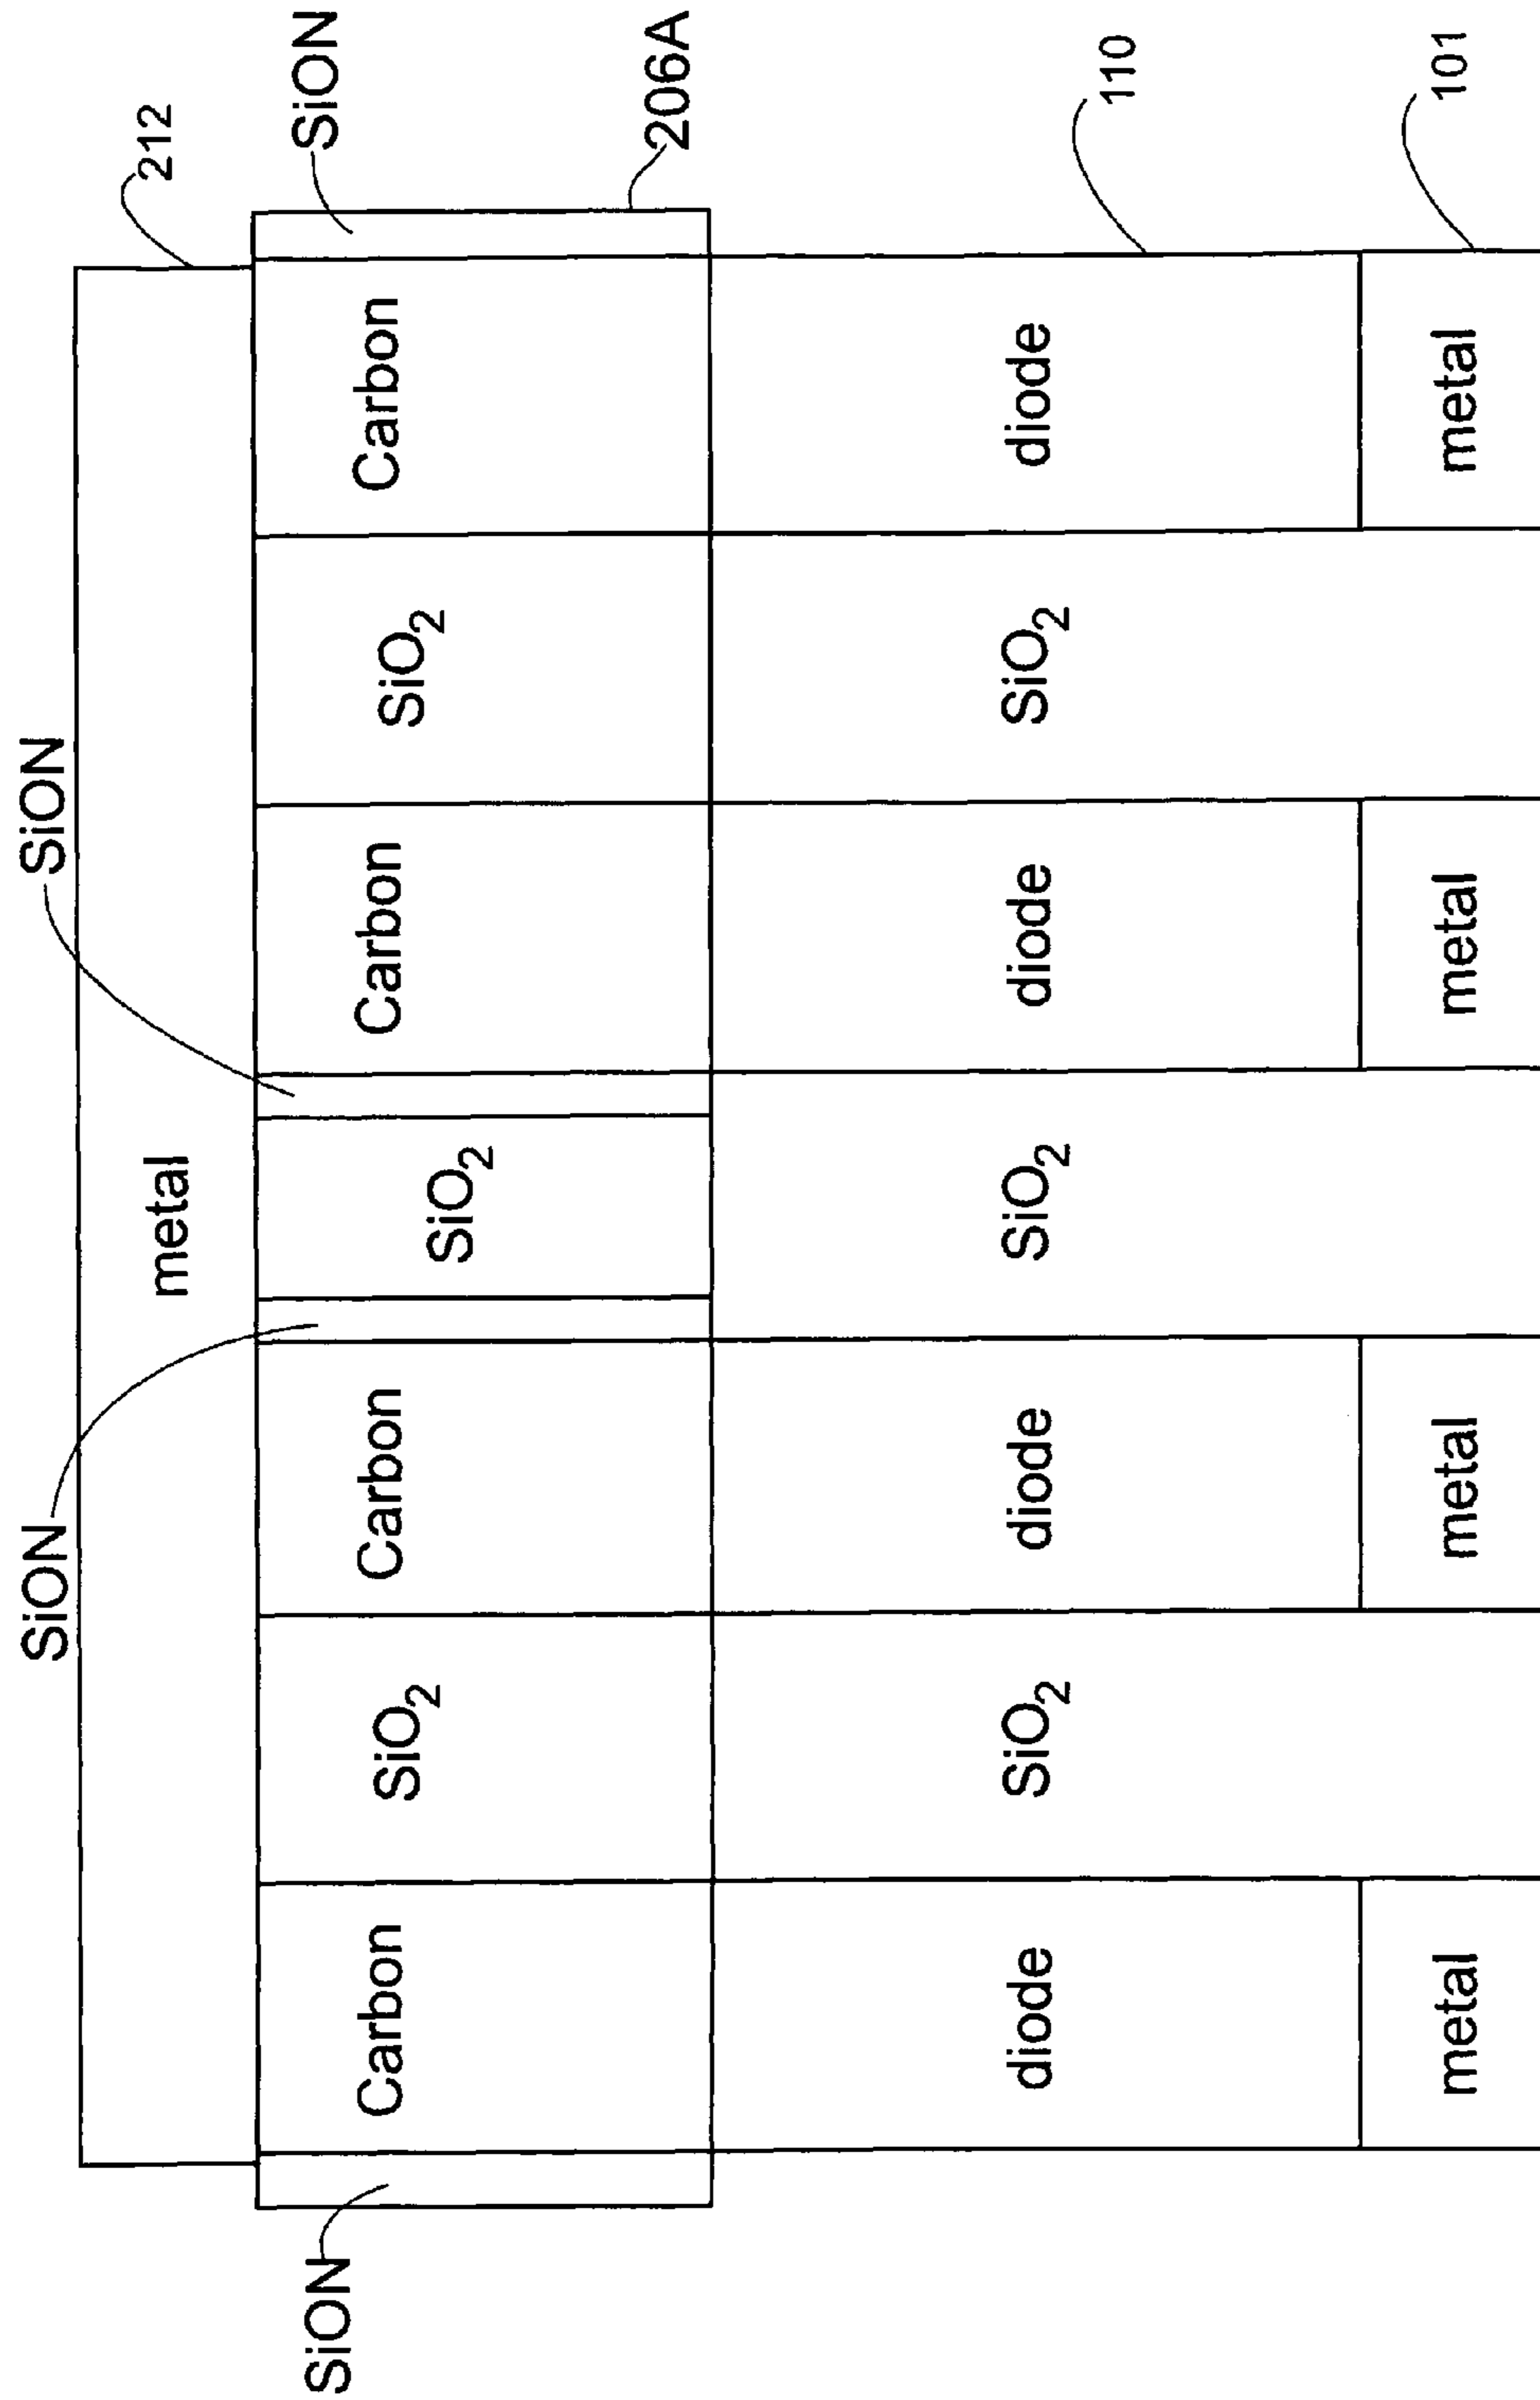 SiON SiON
metal 212
SiON SiON
Carbon SiO₂ Carbon SiO₂ Carbon SiO₂ Carbon
206A
diode SiO₂ diode SiO₂ diode SiO₂ diode
110
metal metal metal metal 101